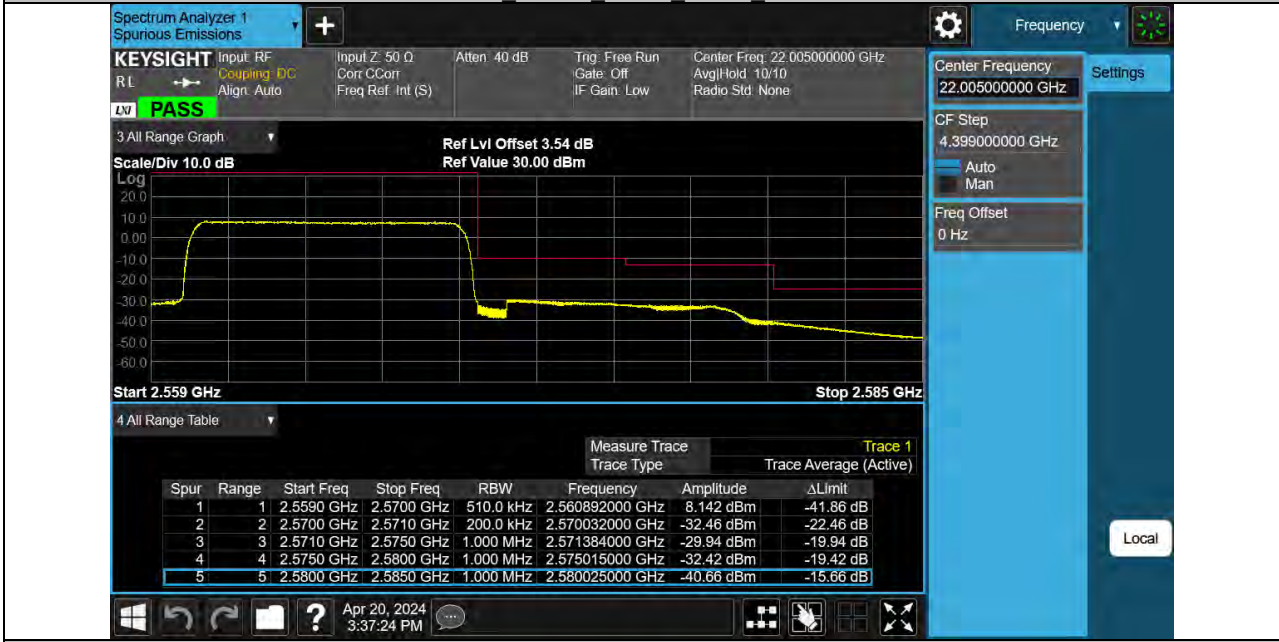 Spectrum Analyzer 1
Spurious Emissions
Frequency
KEYSIGHT Input: RF Input Z: 50 Ω Atten: 40 dB Trig: Free Run Center Freq: 22.005000000 GHz
RL Coupling: DC Corr CCorr Gate: Off Avg|Hold: 10/10
Align: Auto Freq Ref: Int (S) IF Gain: Low Radio Std: None
LXI PASS
3 All Range Graph
Ref Lvl Offset 3.54 dB
Scale/Div 10.0 dB Ref Value 30.00 dBm
Log
20.0
10.0
0.00
-10.0
-20.0
-30.0
-40.0
-50.0
-60.0
Start 2.559 GHz Stop 2.585 GHz
4 All Range Table
Measure Trace Trace 1
Trace Type Trace Average (Active)
Spur Range Start Freq Stop Freq RBW Frequency Amplitude ΔLimit
1 1 2.5590 GHz 2.5700 GHz 510.0 kHz 2.560892000 GHz 8.142 dBm -41.86 dB
2 2 2.5700 GHz 2.5710 GHz 200.0 kHz 2.570032000 GHz -32.46 dBm -22.46 dB
3 3 2.5710 GHz 2.5750 GHz 1.000 MHz 2.571384000 GHz -29.94 dBm -19.94 dB
4 4 2.5750 GHz 2.5800 GHz 1.000 MHz 2.575015000 GHz -32.42 dBm -19.42 dB
5 5 2.5800 GHz 2.5850 GHz 1.000 MHz 2.580025000 GHz -40.66 dBm -15.66 dB
Apr 20, 2024
3:37:24 PM
Center Frequency
22.005000000 GHz
Settings
CF Step
4.399000000 GHz
Auto
Man
Freq Offset
0 Hz
Local